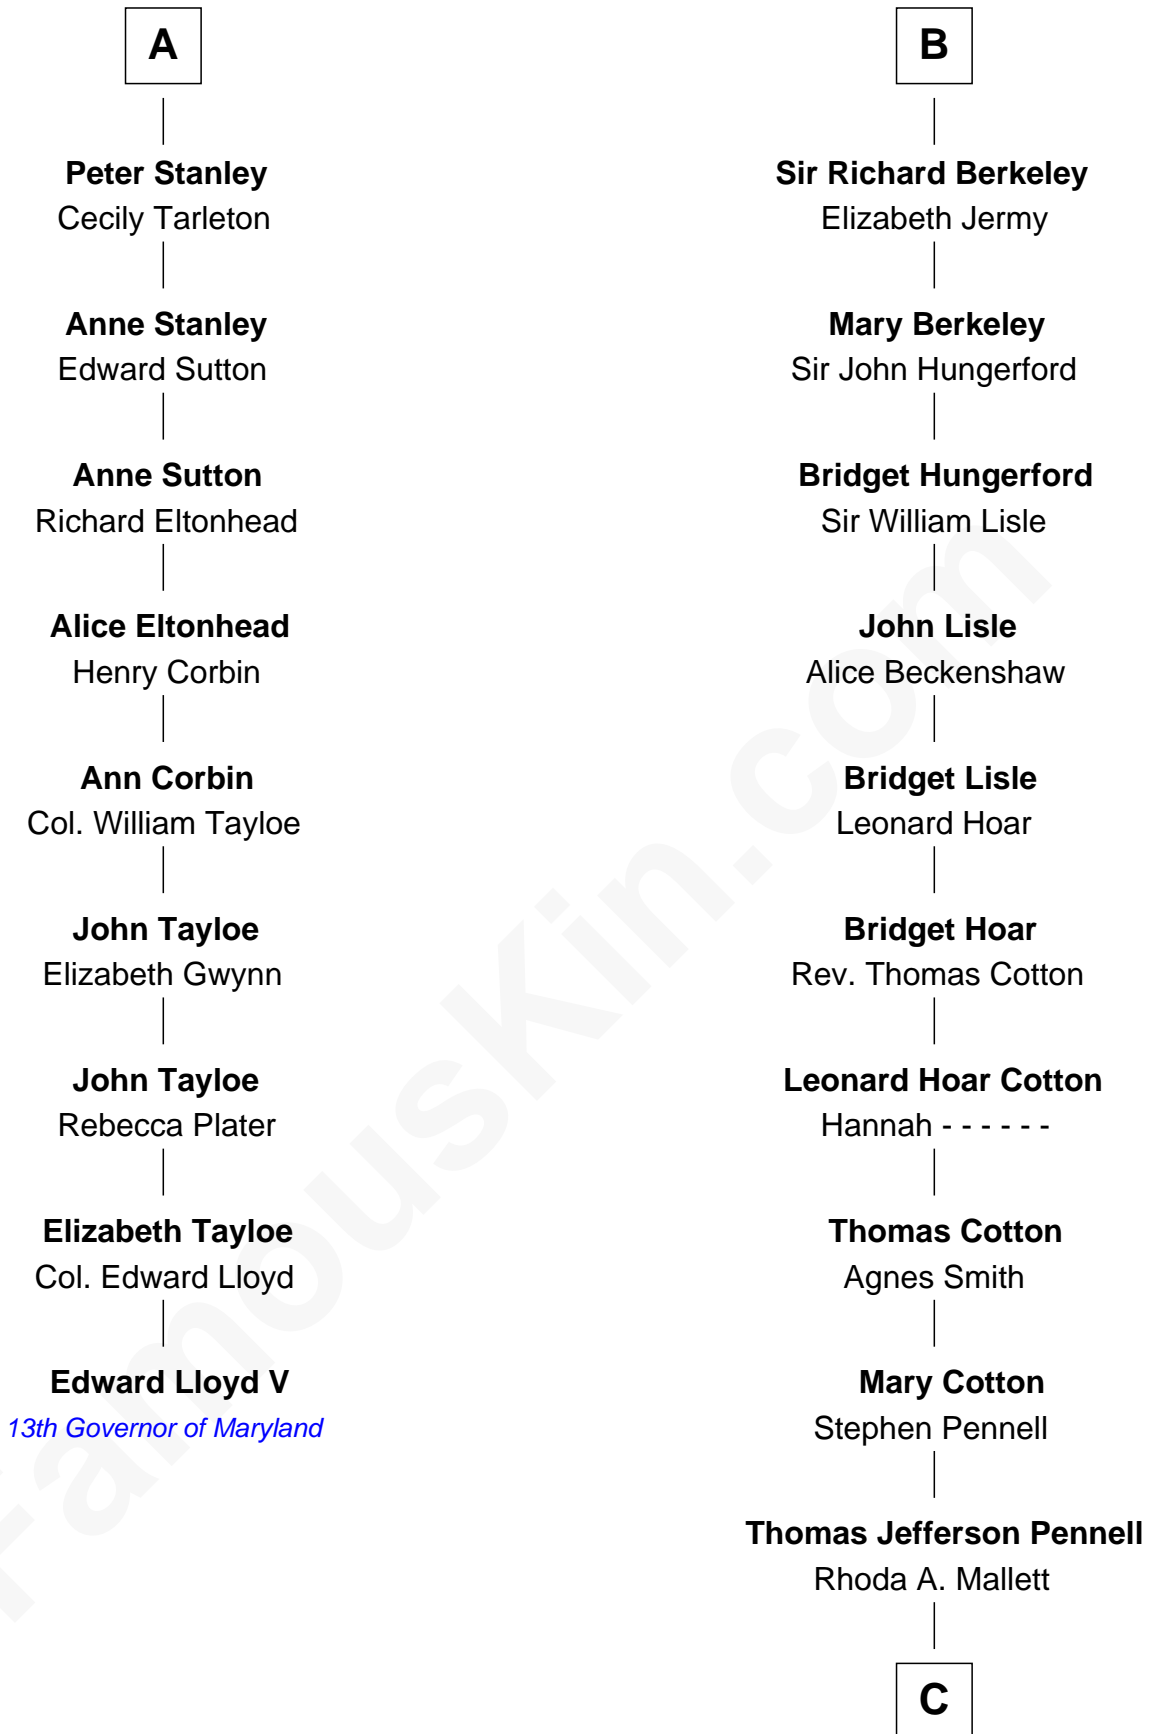 A
Peter Stanley
Cecily Tarleton
Anne Stanley
Edward Sutton
Anne Sutton
Richard Eltonhead
Alice Eltonhead
Henry Corbin
Ann Corbin
Col. William Tayloe
John Tayloe
Elizabeth Gwynn
John Tayloe
Rebecca Plater
Elizabeth Tayloe
Col. Edward Lloyd
Edward Lloyd V
13th Governor of Maryland
B
Sir Richard Berkeley
Elizabeth Jermy
Mary Berkeley
Sir John Hungerford
Bridget Hungerford
Sir William Lisle
John Lisle
Alice Beckenshaw
Bridget Lisle
Leonard Hoar
Bridget Hoar
Rev. Thomas Cotton
Leonard Hoar Cotton
Hannah - - - - - -
Thomas Cotton
Agnes Smith
Mary Cotton
Stephen Pennell
Thomas Jefferson Pennell
Rhoda A. Mallett
C
FamousKin.com